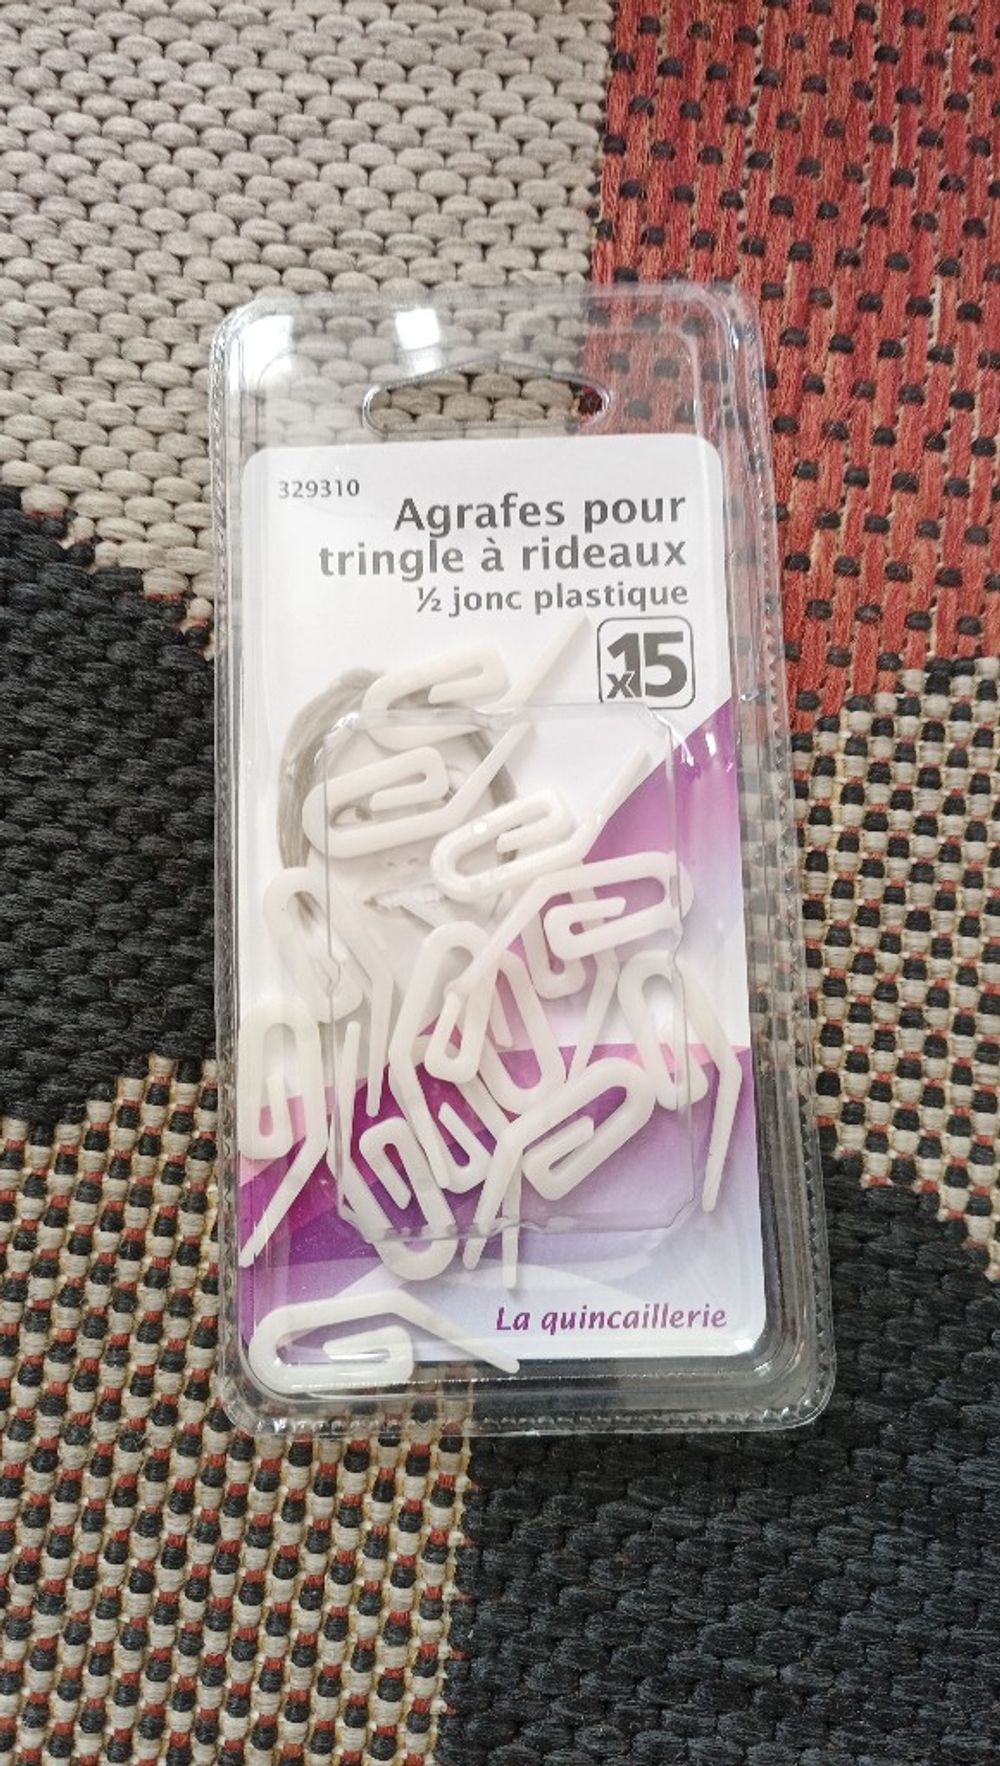 329310
Agrafes pour
tringle à rideaux
½ jonc plastique
x15
La quincaillerie